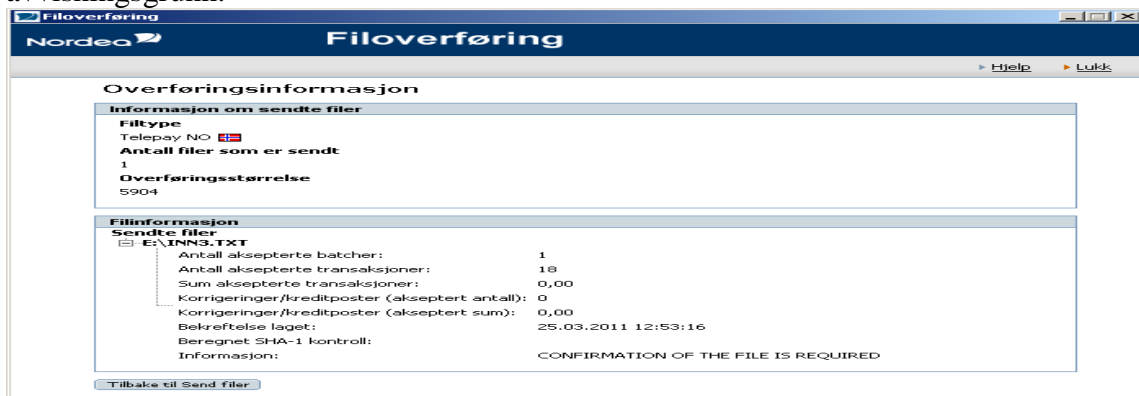 avvisningsgrunn.
Filoverføring
Nordea Filoverføring
Hjelp Lukk
Overføringsinformasjon
Informasjon om sendte filer
Filtype
Telepay NO
Antall filer som er sendt
1
Overføringsstørrelse
5904
Filinformasjon
Sendte filer
E:\INN3.TXT
Antall aksepterte batcher: 1
Antall aksepterte transaksjoner: 18
Sum aksepterte transaksjoner: 0,00
Korrigeringer/kreditposter (akseptert antall): 0
Korrigeringer/kreditposter (akseptert sum): 0,00
Bekreftelse laget: 25.03.2011 12:53:16
Beregnet SHA-1 kontroll:
Informasjon: CONFIRMATION OF THE FILE IS REQUIRED
Tilbake til Send filer